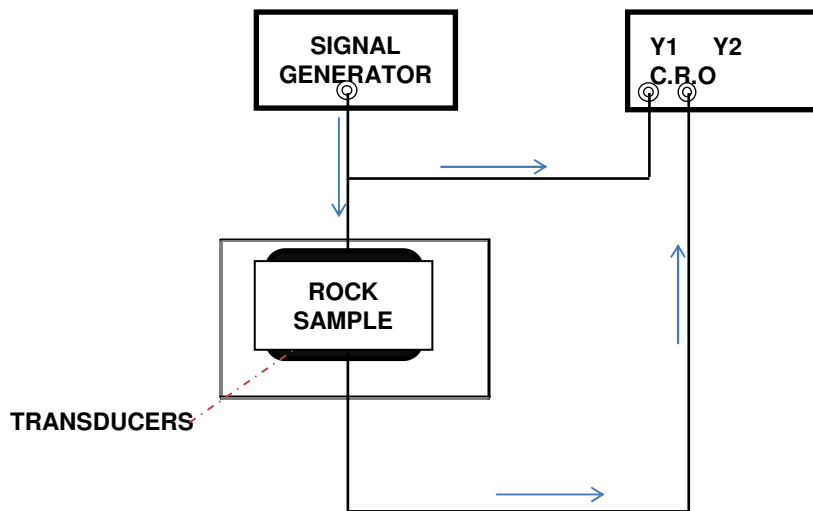 SIGNAL
GENERATOR
Y1 Y2
C.R.O
ROCK
SAMPLE
TRANSDUCERS